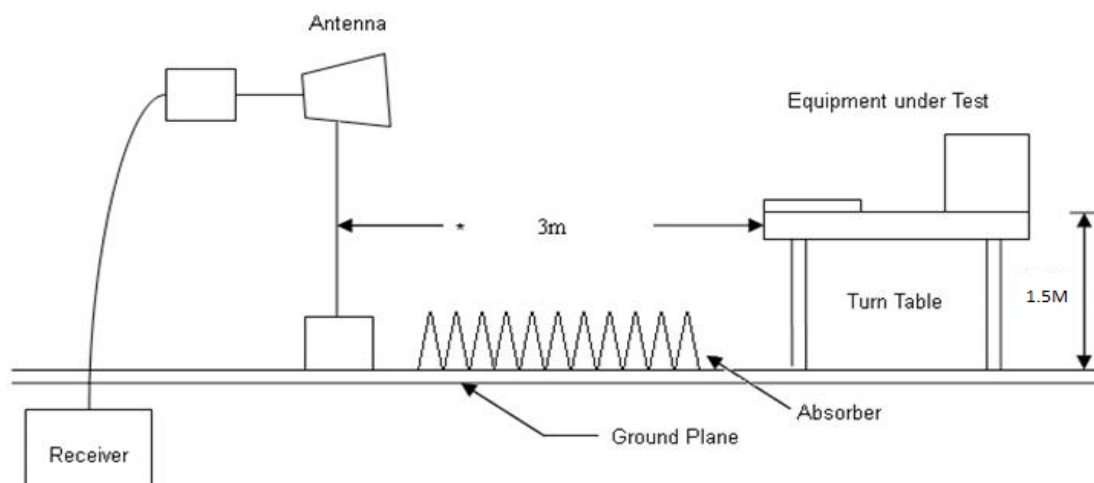 Antenna
Equipment under Test
* 3m
Turn Table
1.5M
Absorber
Ground Plane
Receiver